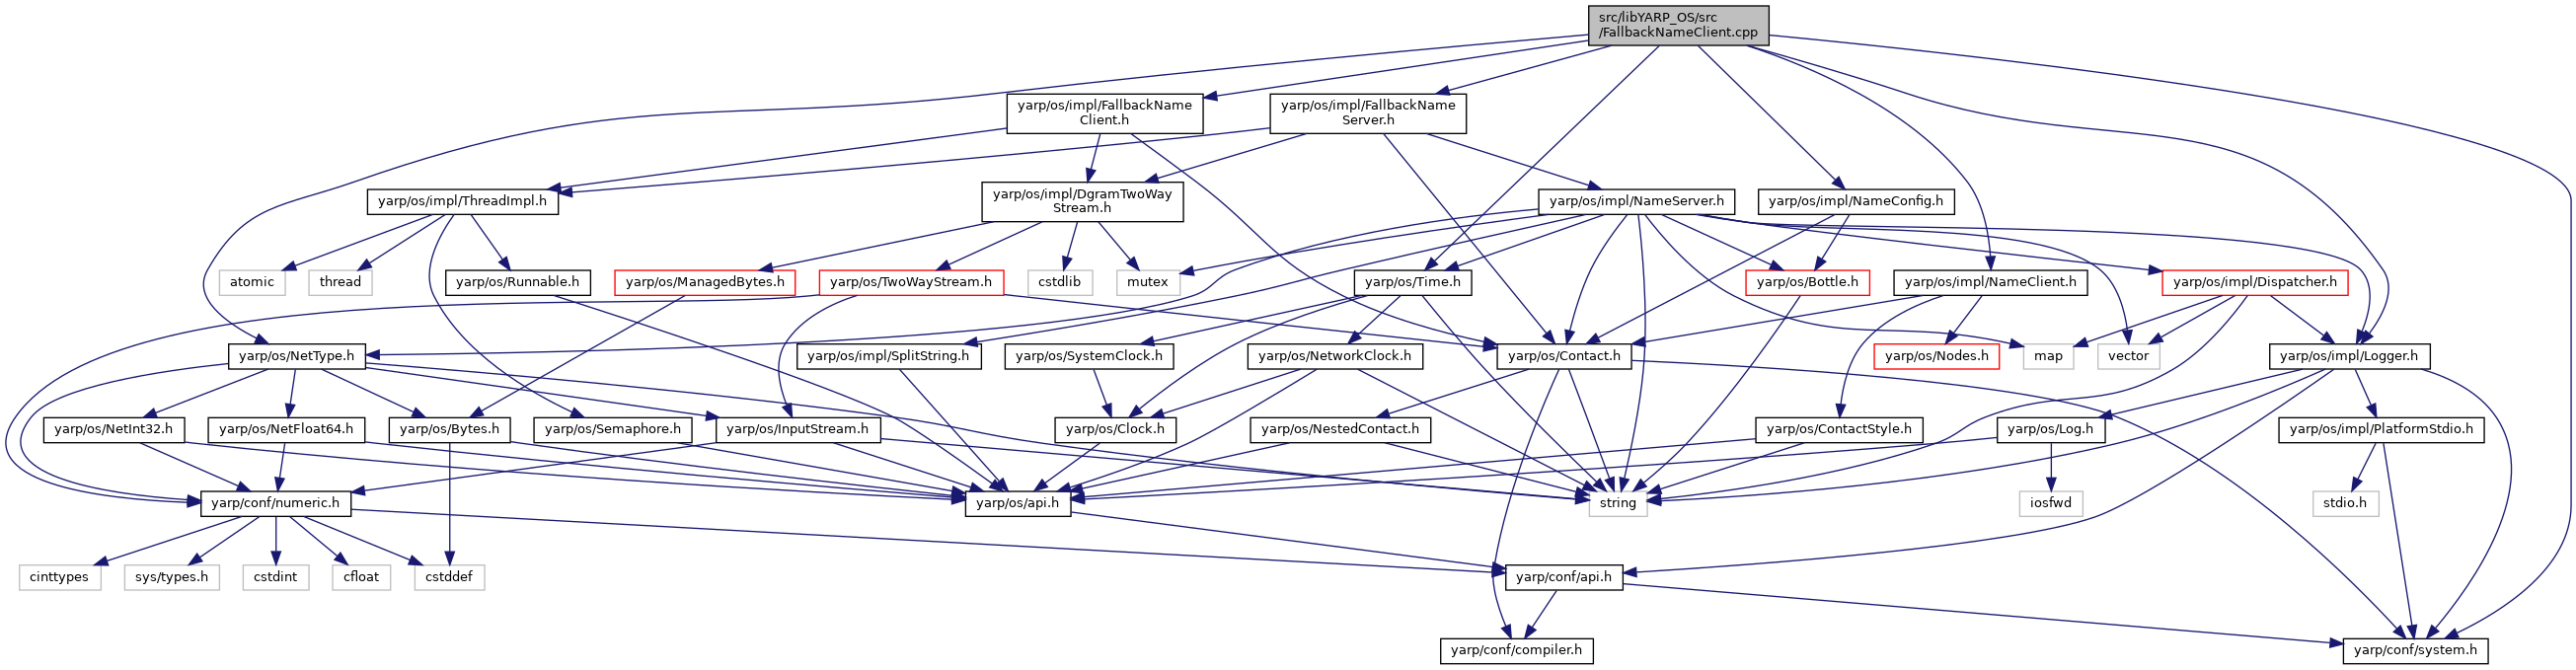 src/libYARP_OS/src
/FallbackNameClient.cpp
yarp/os/impl/FallbackName
Client.h
yarp/os/impl/FallbackName
Server.h
yarp/os/impl/ThreadImpl.h
yarp/os/impl/DgramTwoWay
Stream.h
yarp/os/impl/NameServer.h
yarp/os/impl/NameConfig.h
atomic
thread
yarp/os/Runnable.h
yarp/os/ManagedBytes.h
yarp/os/TwoWayStream.h
cstdlib
mutex
yarp/os/Time.h
yarp/os/Bottle.h
yarp/os/impl/NameClient.h
yarp/os/impl/Dispatcher.h
yarp/os/NetType.h
yarp/os/impl/SplitString.h
yarp/os/SystemClock.h
yarp/os/NetworkClock.h
yarp/os/Contact.h
yarp/os/Nodes.h
map
vector
yarp/os/impl/Logger.h
yarp/os/NetInt32.h
yarp/os/NetFloat64.h
yarp/os/Bytes.h
yarp/os/Semaphore.h
yarp/os/InputStream.h
yarp/os/Clock.h
yarp/os/NestedContact.h
yarp/os/ContactStyle.h
yarp/os/Log.h
yarp/os/impl/PlatformStdio.h
yarp/conf/numeric.h
yarp/os/api.h
string
iosfwd
stdio.h
cinttypes
sys/types.h
cstdint
cfloat
cstddef
yarp/conf/api.h
yarp/conf/compiler.h
yarp/conf/system.h